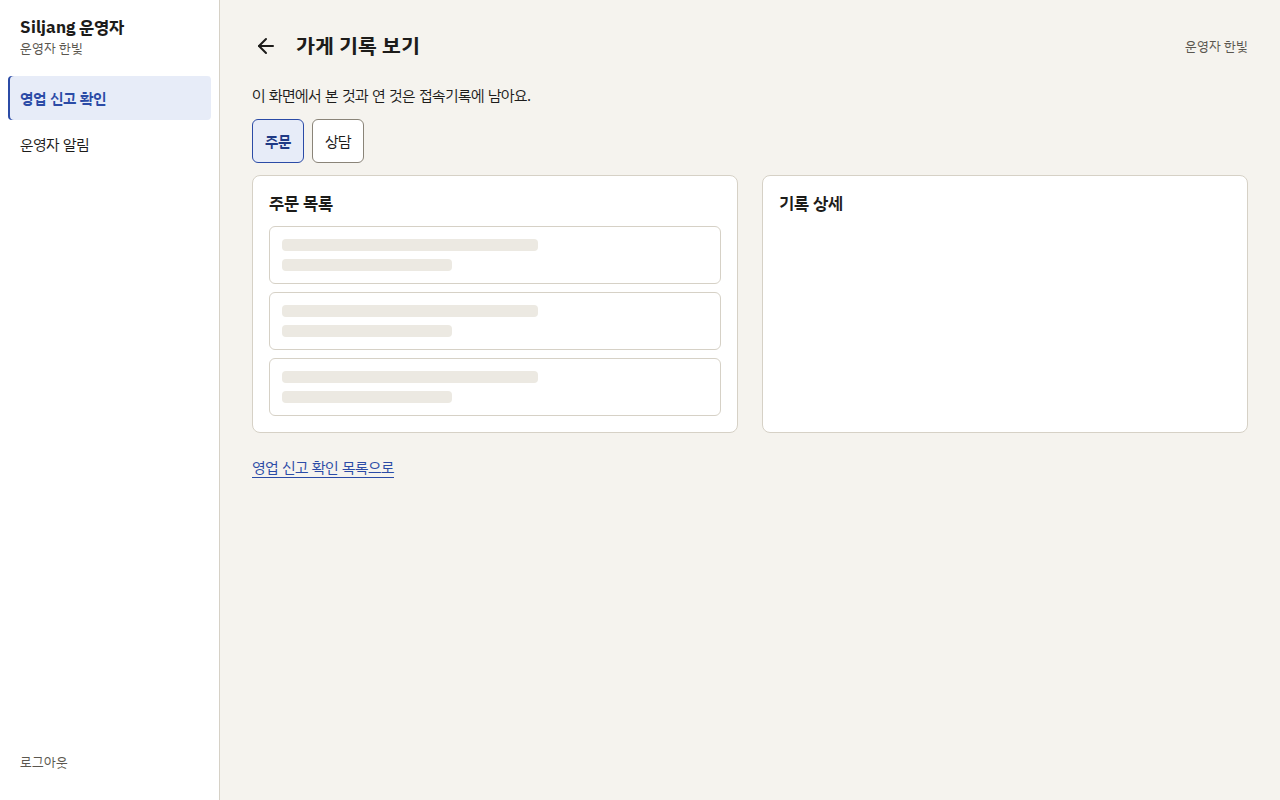 Siljang 운영자
운영자 한빛
영업 신고 확인
운영자 알림
로그아웃
가게 기록 보기
운영자 한빛
이 화면에서 본 것과 연 것은 접속기록에 남아요.
주문
상담
주문 목록
기록 상세
영업 신고 확인 목록으로